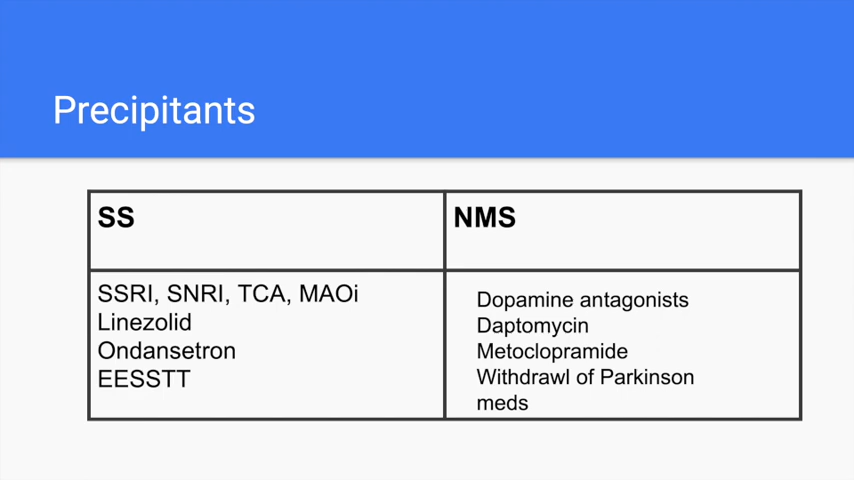 Precipitants
SS
NMS
SSRI, SNRI, TCA, MAOi
Linezolid
Ondansetron
EESSTT
Dopamine antagonists
Daptomycin
Metoclopramide
Withdrawl of Parkinson
meds